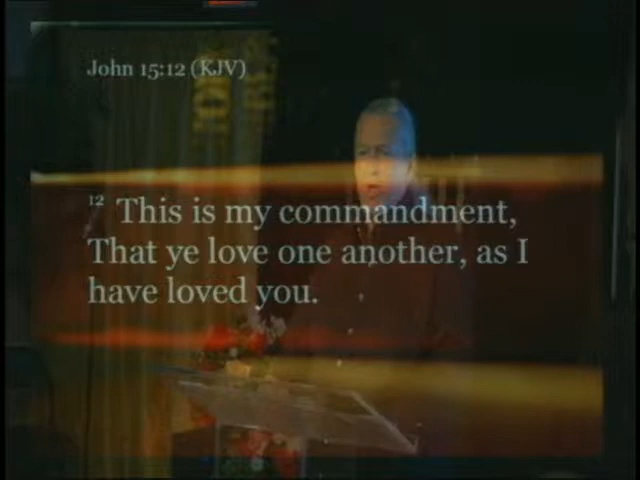 John 15:12 (KJV)
12 This is my commandment,
That ye love one another, as I
have loved you.